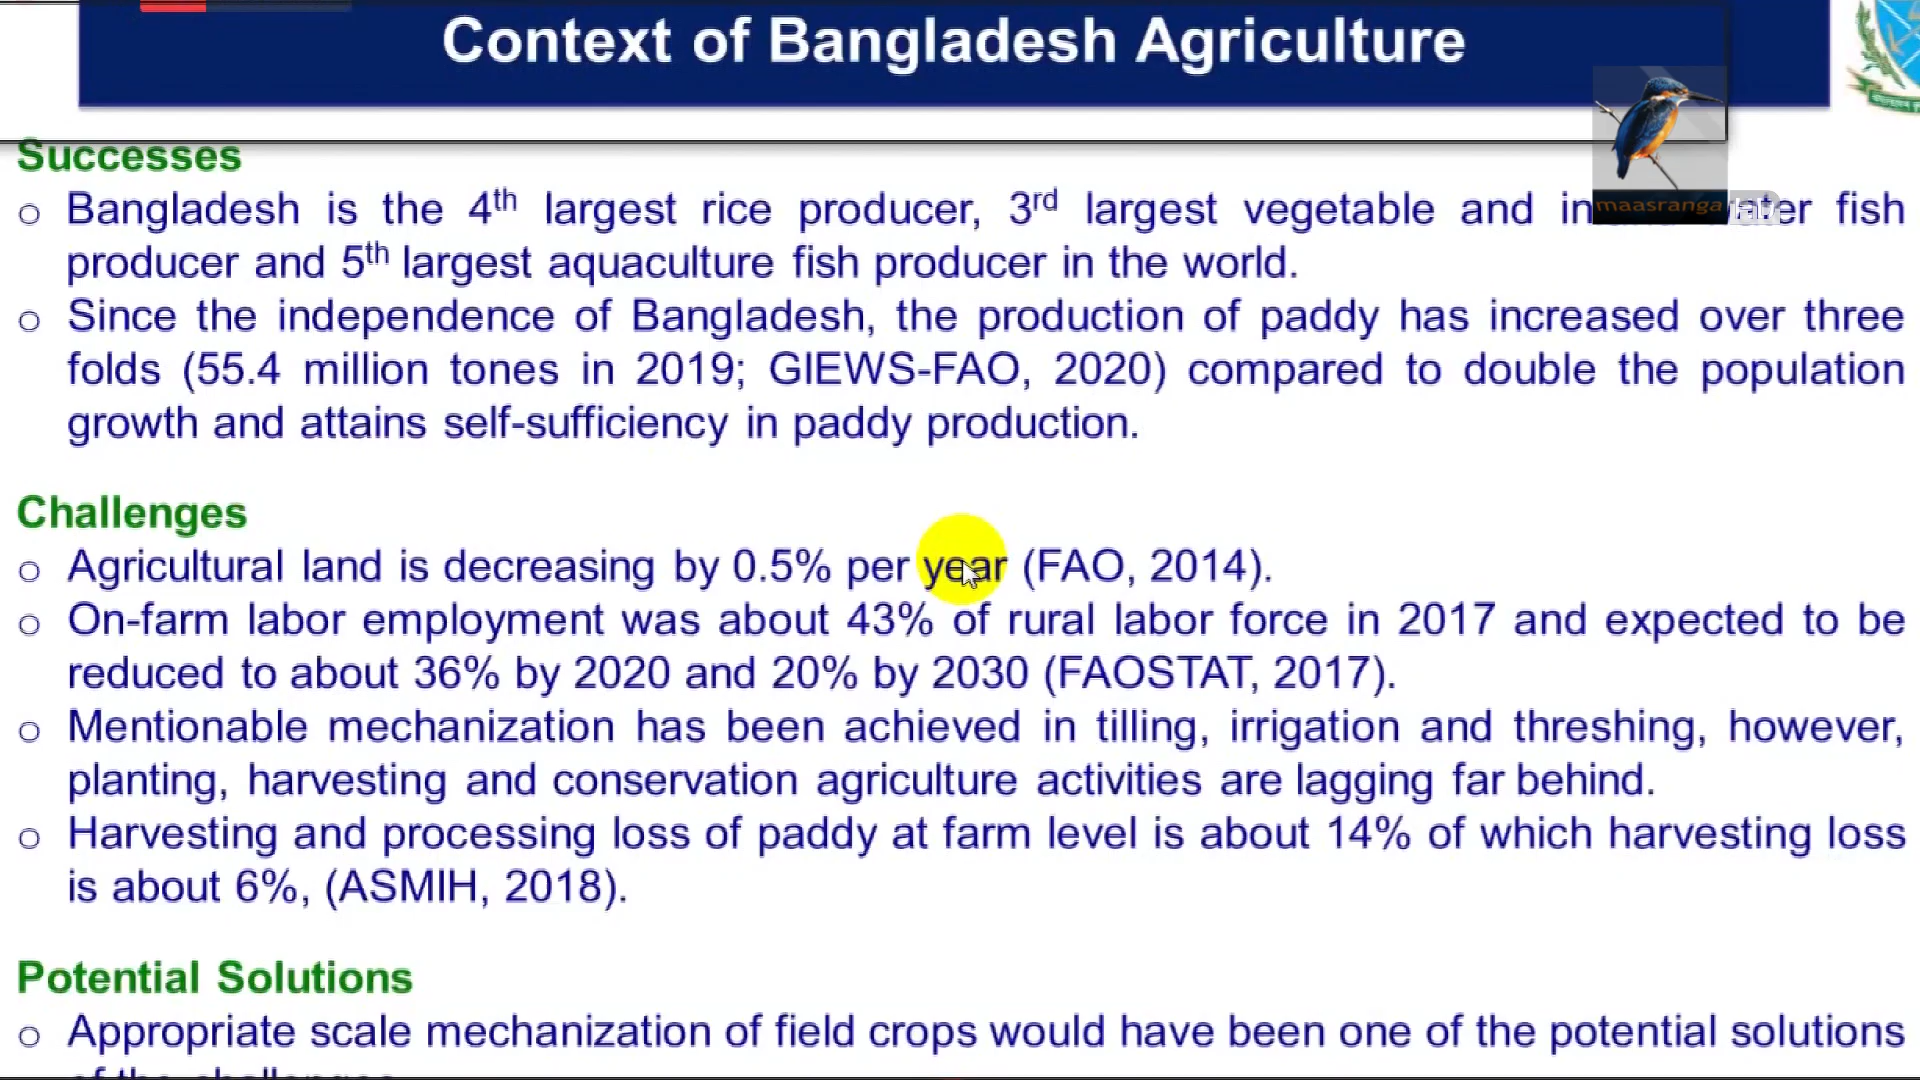 Context of Bangladesh Agriculture
Successes
o Bangladesh is the 4th largest rice producer, 3rd largest vegetable and fish
maasranga
producer and 5th largest aquaculture fish producer in the world.
o Since the independence of Bangladesh, the production of paddy has increased over three
folds (55.4 million tones in 2019; GIEWS-FAO, 2020) compared to double the population
growth and attains self-sufficiency in paddy production.
Challenges
o Agricultural land is decreasing by 0.5% per year (FAO, 2014).
o On-farm labor employment was about 43% of rural labor force in 2017 and expected to be
reduced to about 36% by 2020 and 20% by 2030 (FAOSTAT, 2017).
o Mentionable mechanization has been achieved in tilling, irrigation and threshing, however,
planting, harvesting and conservation agriculture activities are lagging far behind.
o Harvesting and processing loss of paddy at farm level is about 14% of which harvesting loss
is about 6%, (ASMIH, 2018).
Potential Solutions
o Appropriate scale mechanization of field crops would have been one of the potential solutions